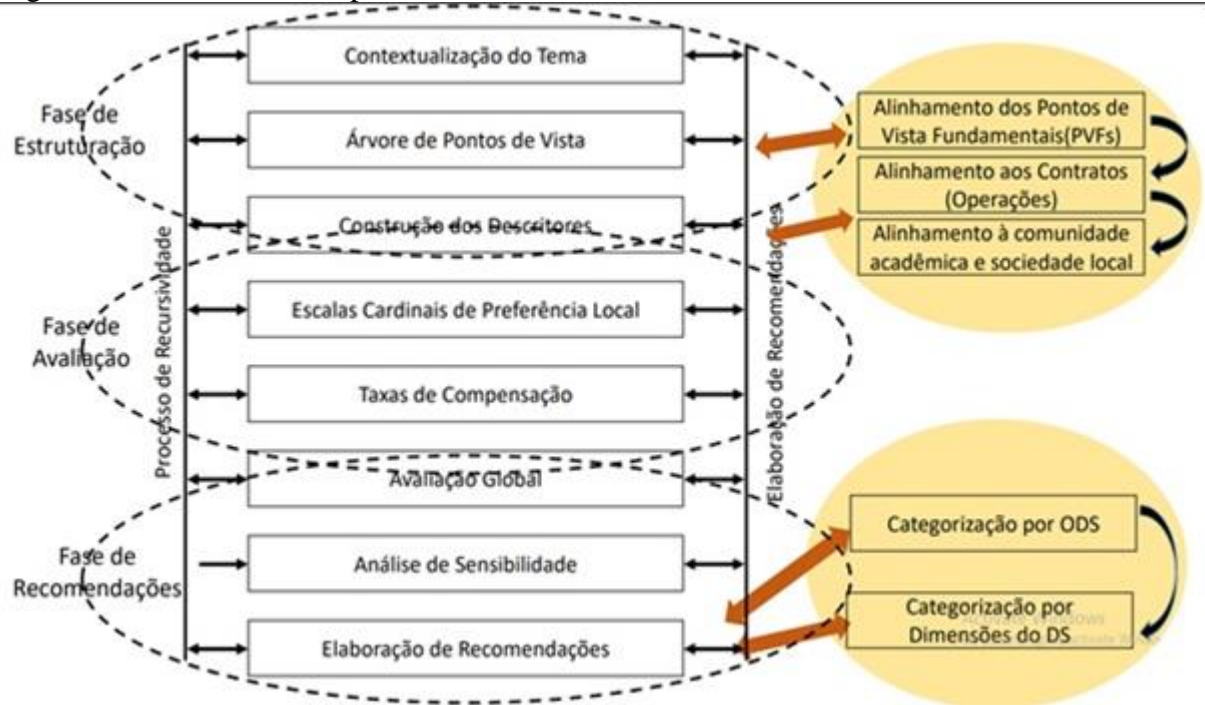 Contextualização do Tema
Fase de
Estruturação
Árvore de Pontos de Vista
Construção dos Descritores
Processo de Recursividade
Escalas Cardinais de Preferência Local
Fase de
Avaliação
Taxas de Compensação
Avaliação Global
Fase de
Recomendações
Análise de Sensibilidade
Elaboração de Recomendações
Elaboração de Recomendações
Alinhamento dos Pontos de
Vista Fundamentais(PVFs)
Alinhamento aos Contratos
(Operações)
Alinhamento à comunidade
acadêmica e sociedade local
Categorização por ODS
Categorização por
Dimensões do DS
Activate Windows